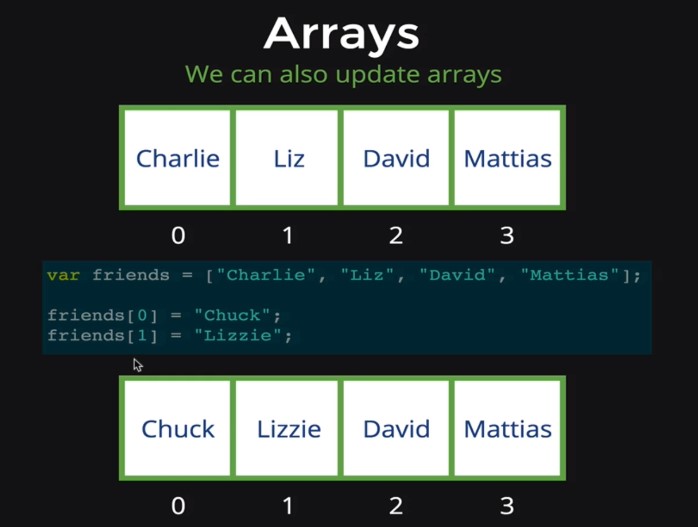 Arrays
We can also update arrays
Charlie Liz David Mattias
0 1 2 3
var friends = ["Charlie", "Liz", "David", "Mattias"];
friends[0] = "Chuck";
friends[1] = "Lizzie";
Chuck Lizzie David Mattias
0 1 2 3